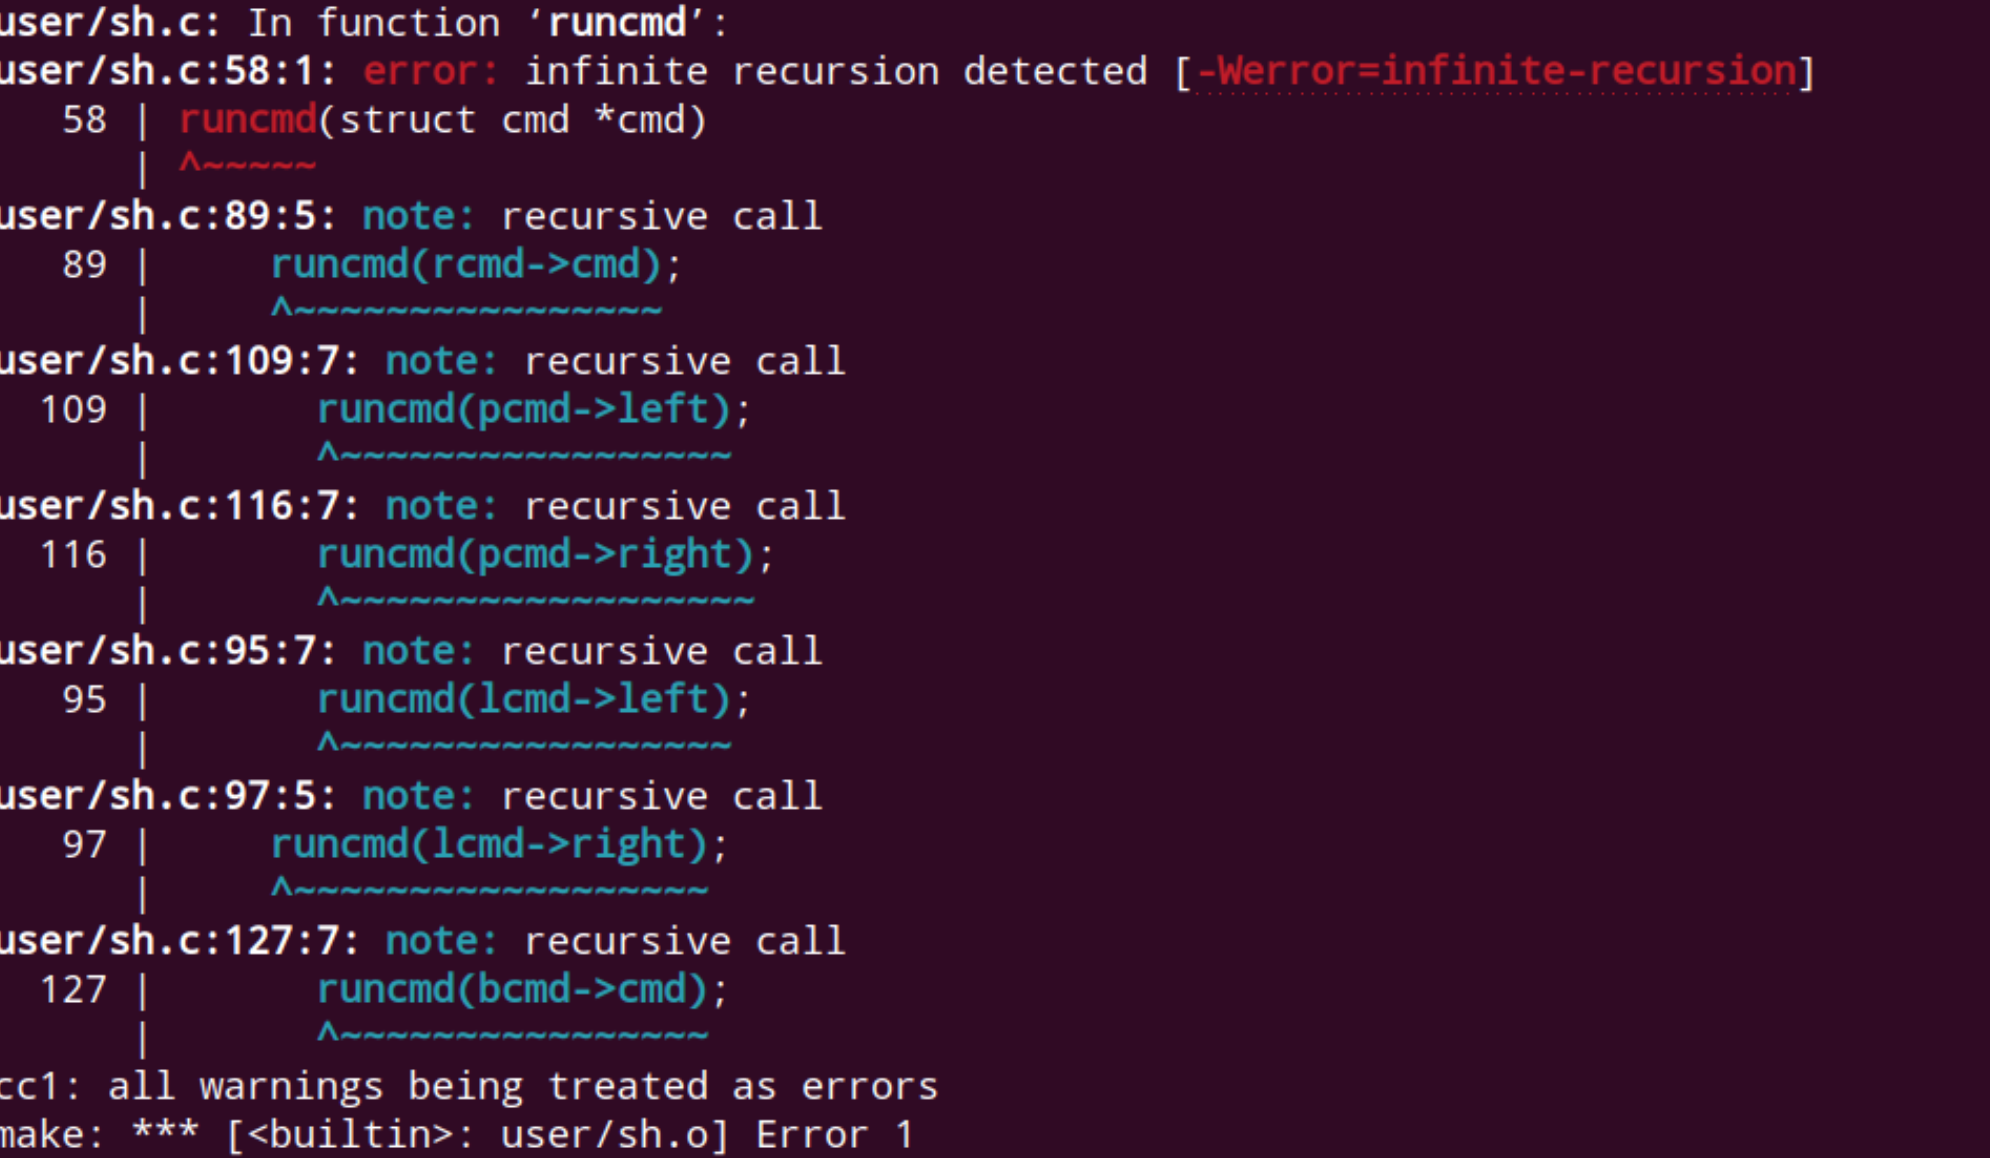 user/sh.c: In function ‘runcmd’:
user/sh.c:58:1: error: infinite recursion detected [-Werror=infinite-recursion]
   58 | runcmd(struct cmd *cmd)
      | ^~~~~~
user/sh.c:89:5: note: recursive call
   89 |     runcmd(rcmd->cmd);
      |     ^~~~~~~~~~~~~~~~~
user/sh.c:109:7: note: recursive call
  109 |       runcmd(pcmd->left);
      |       ^~~~~~~~~~~~~~~~~~
user/sh.c:116:7: note: recursive call
  116 |       runcmd(pcmd->right);
      |       ^~~~~~~~~~~~~~~~~~~
user/sh.c:95:7: note: recursive call
   95 |       runcmd(lcmd->left);
      |       ^~~~~~~~~~~~~~~~~~
user/sh.c:97:5: note: recursive call
   97 |     runcmd(lcmd->right);
      |     ^~~~~~~~~~~~~~~~~~~
user/sh.c:127:7: note: recursive call
  127 |       runcmd(bcmd->cmd);
      |       ^~~~~~~~~~~~~~~~~
cc1: all warnings being treated as errors
make: *** [<builtin>: user/sh.o] Error 1